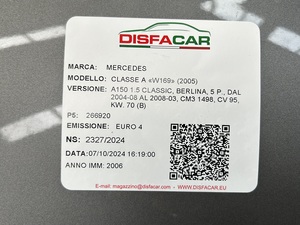 DISFACAR
MARCA: MERCEDES
MODELLO: CLASSE A «W169» (2005)
VERSIONE: A150 1.5 CLASSIC, BERLINA, 5 P., DAL
2004-08 AL 2008-03, CM3 1498, CV 95,
KW. 70 (B)
PS: 266920
EMISSIONE: EURO 4
NS: 2327/2024
DATA: 07/10/2024 16:19:00
ANNO IMM: 2006
E-mail: magazzino@disfacar.com www.DISFACAR.EU